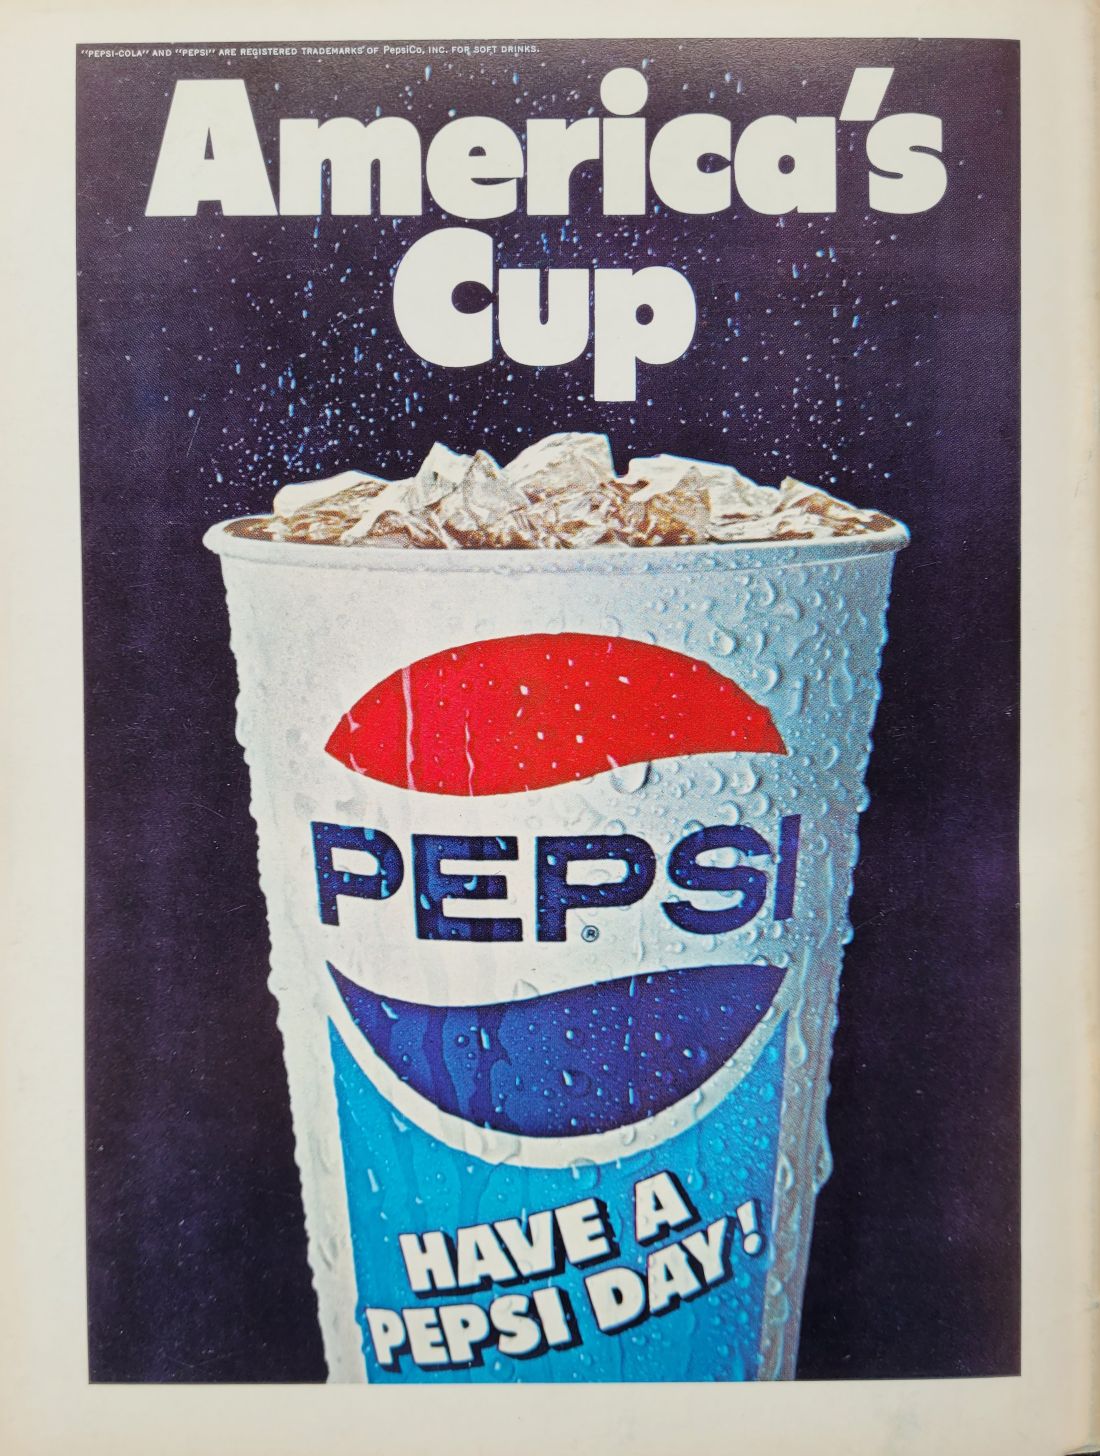 "PEPSI-COLA" AND "PEPSI" ARE REGISTERED TRADEMARKS OF PepsiCo, INC. FOR SOFT DRINKS.
America's
Cup
PEPSI
®
HAVE A
PEPSI DAY!